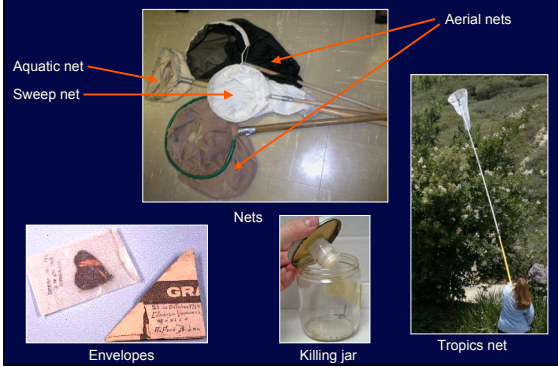 Aerial nets
Aquatic net
Sweep net
Nets
GRA
Envelopes
Killing jar
Tropics net